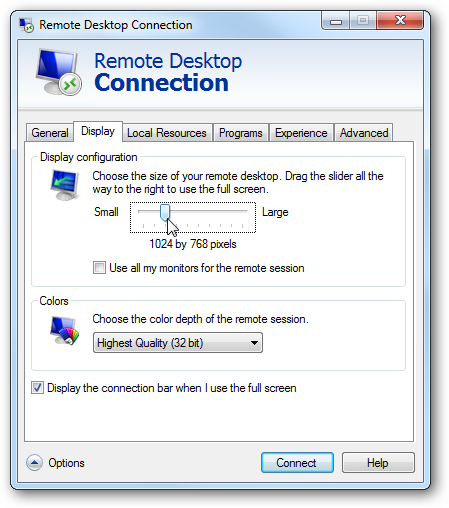 Remote Desktop Connection
Remote Desktop
Connection
General Display Local Resources Programs Experience Advanced
Display configuration
Choose the size of your remote desktop. Drag the slider all the
way to the right to use the full screen.
Small Large
1024 by 768 pixels
Use all my monitors for the remote session
Colors
Choose the color depth of the remote session.
Highest Quality (32 bit)
Display the connection bar when I use the full screen
Options Connect Help